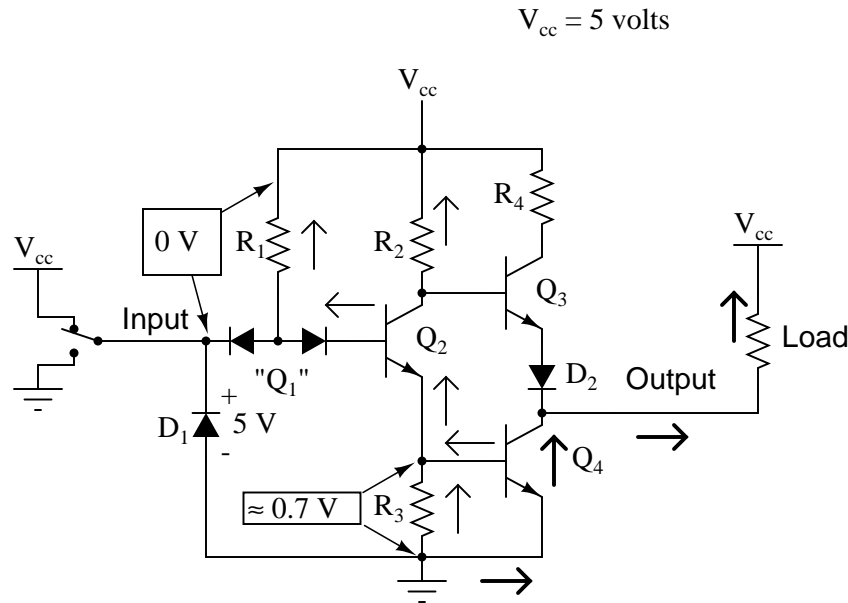 V_cc = 5 volts
V_cc
R_4
V_cc
0 V
R_1
R_2
V_cc
Q_3
Input
Q_2
Load
"Q_1"
D_2
Output
+
D_1
5 V
-
Q_4
≈ 0.7 V
R_3